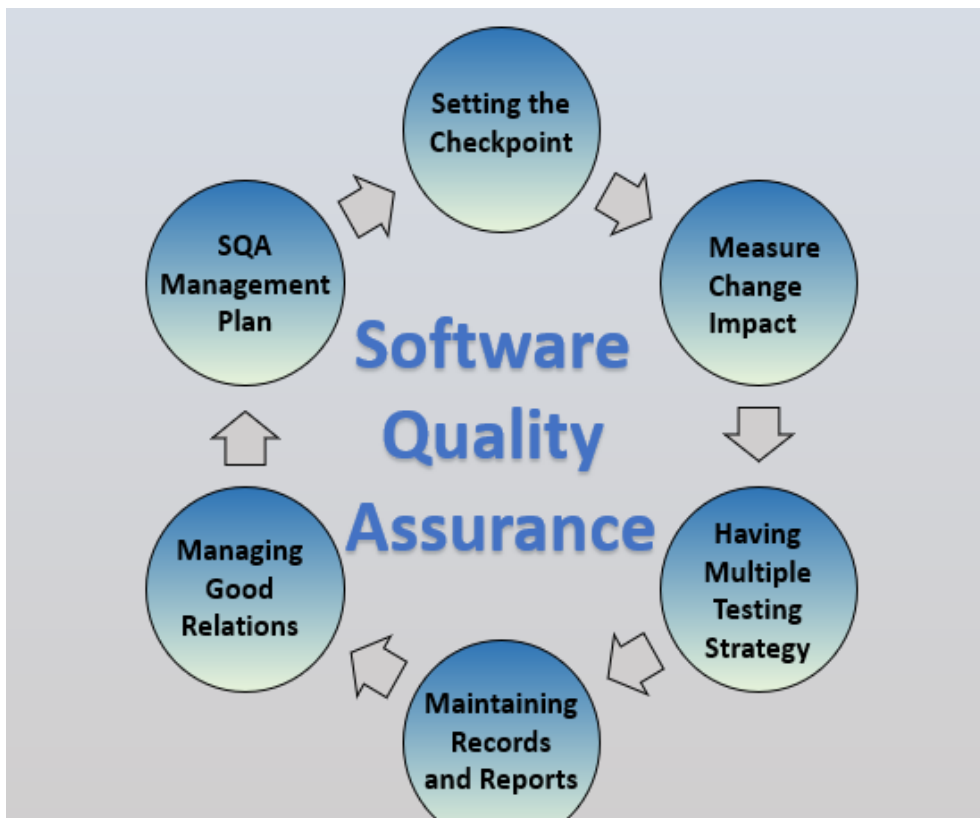 Setting the
Checkpoint
Measure
Change
Impact
Having
Multiple
Testing
Strategy
Maintaining
Records
and Reports
Managing
Good
Relations
SQA
Management
Plan
Software
Quality
Assurance